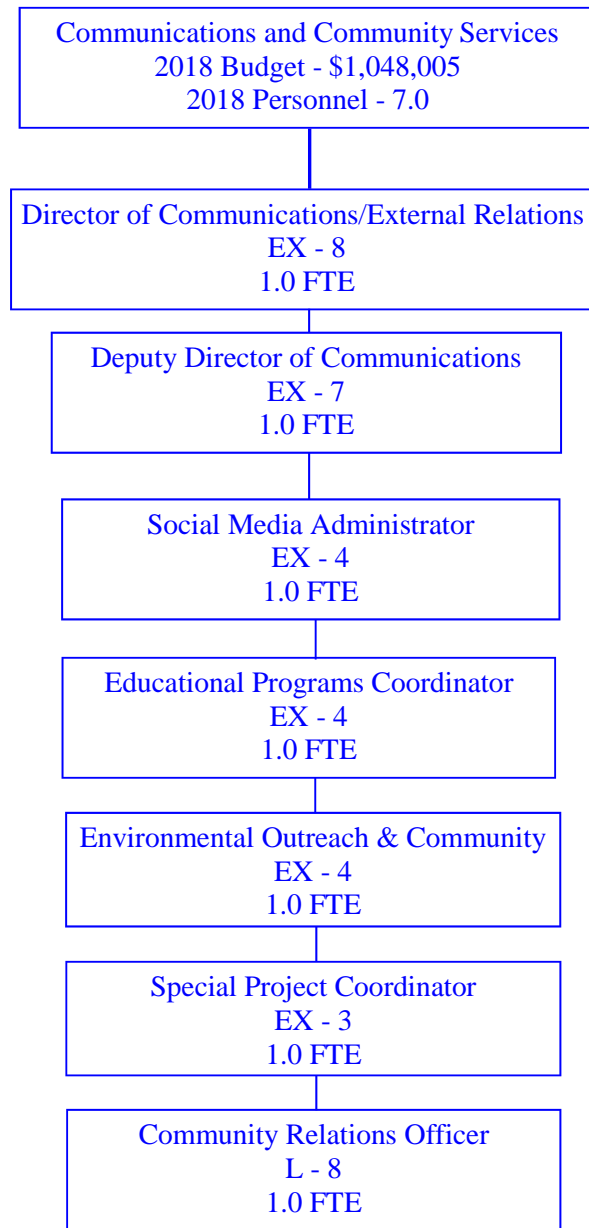 Communications and Community Services
2018 Budget - $1,048,005
2018 Personnel - 7.0
Director of Communications/External Relations
EX - 8
1.0 FTE
Deputy Director of Communications
EX - 7
1.0 FTE
Social Media Administrator
EX - 4
1.0 FTE
Educational Programs Coordinator
EX - 4
1.0 FTE
Environmental Outreach & Community
EX - 4
1.0 FTE
Special Project Coordinator
EX - 3
1.0 FTE
Community Relations Officer
L - 8
1.0 FTE